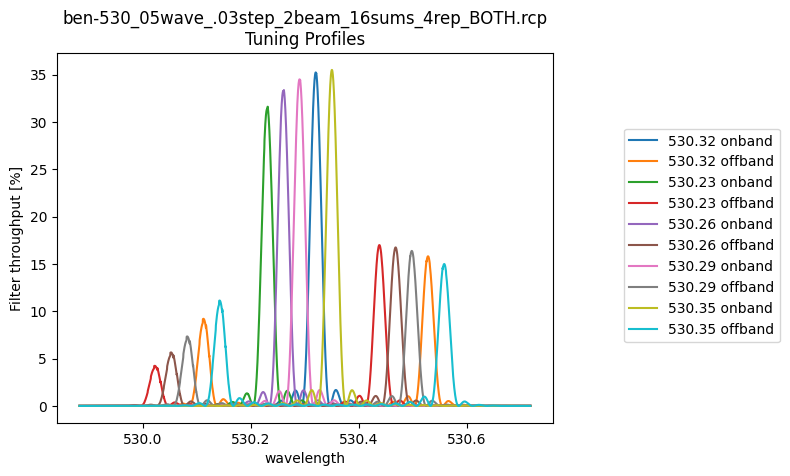 ben-530_05wave_.03step_2beam_16sums_4rep_BOTH.rcp
Tuning Profiles
Filter throughput [%]
35
30
25
20
15
10
5
0
530.0
530.2
530.4
530.6
wavelength
530.32 onband
530.32 offband
530.23 onband
530.23 offband
530.26 onband
530.26 offband
530.29 onband
530.29 offband
530.35 onband
530.35 offband